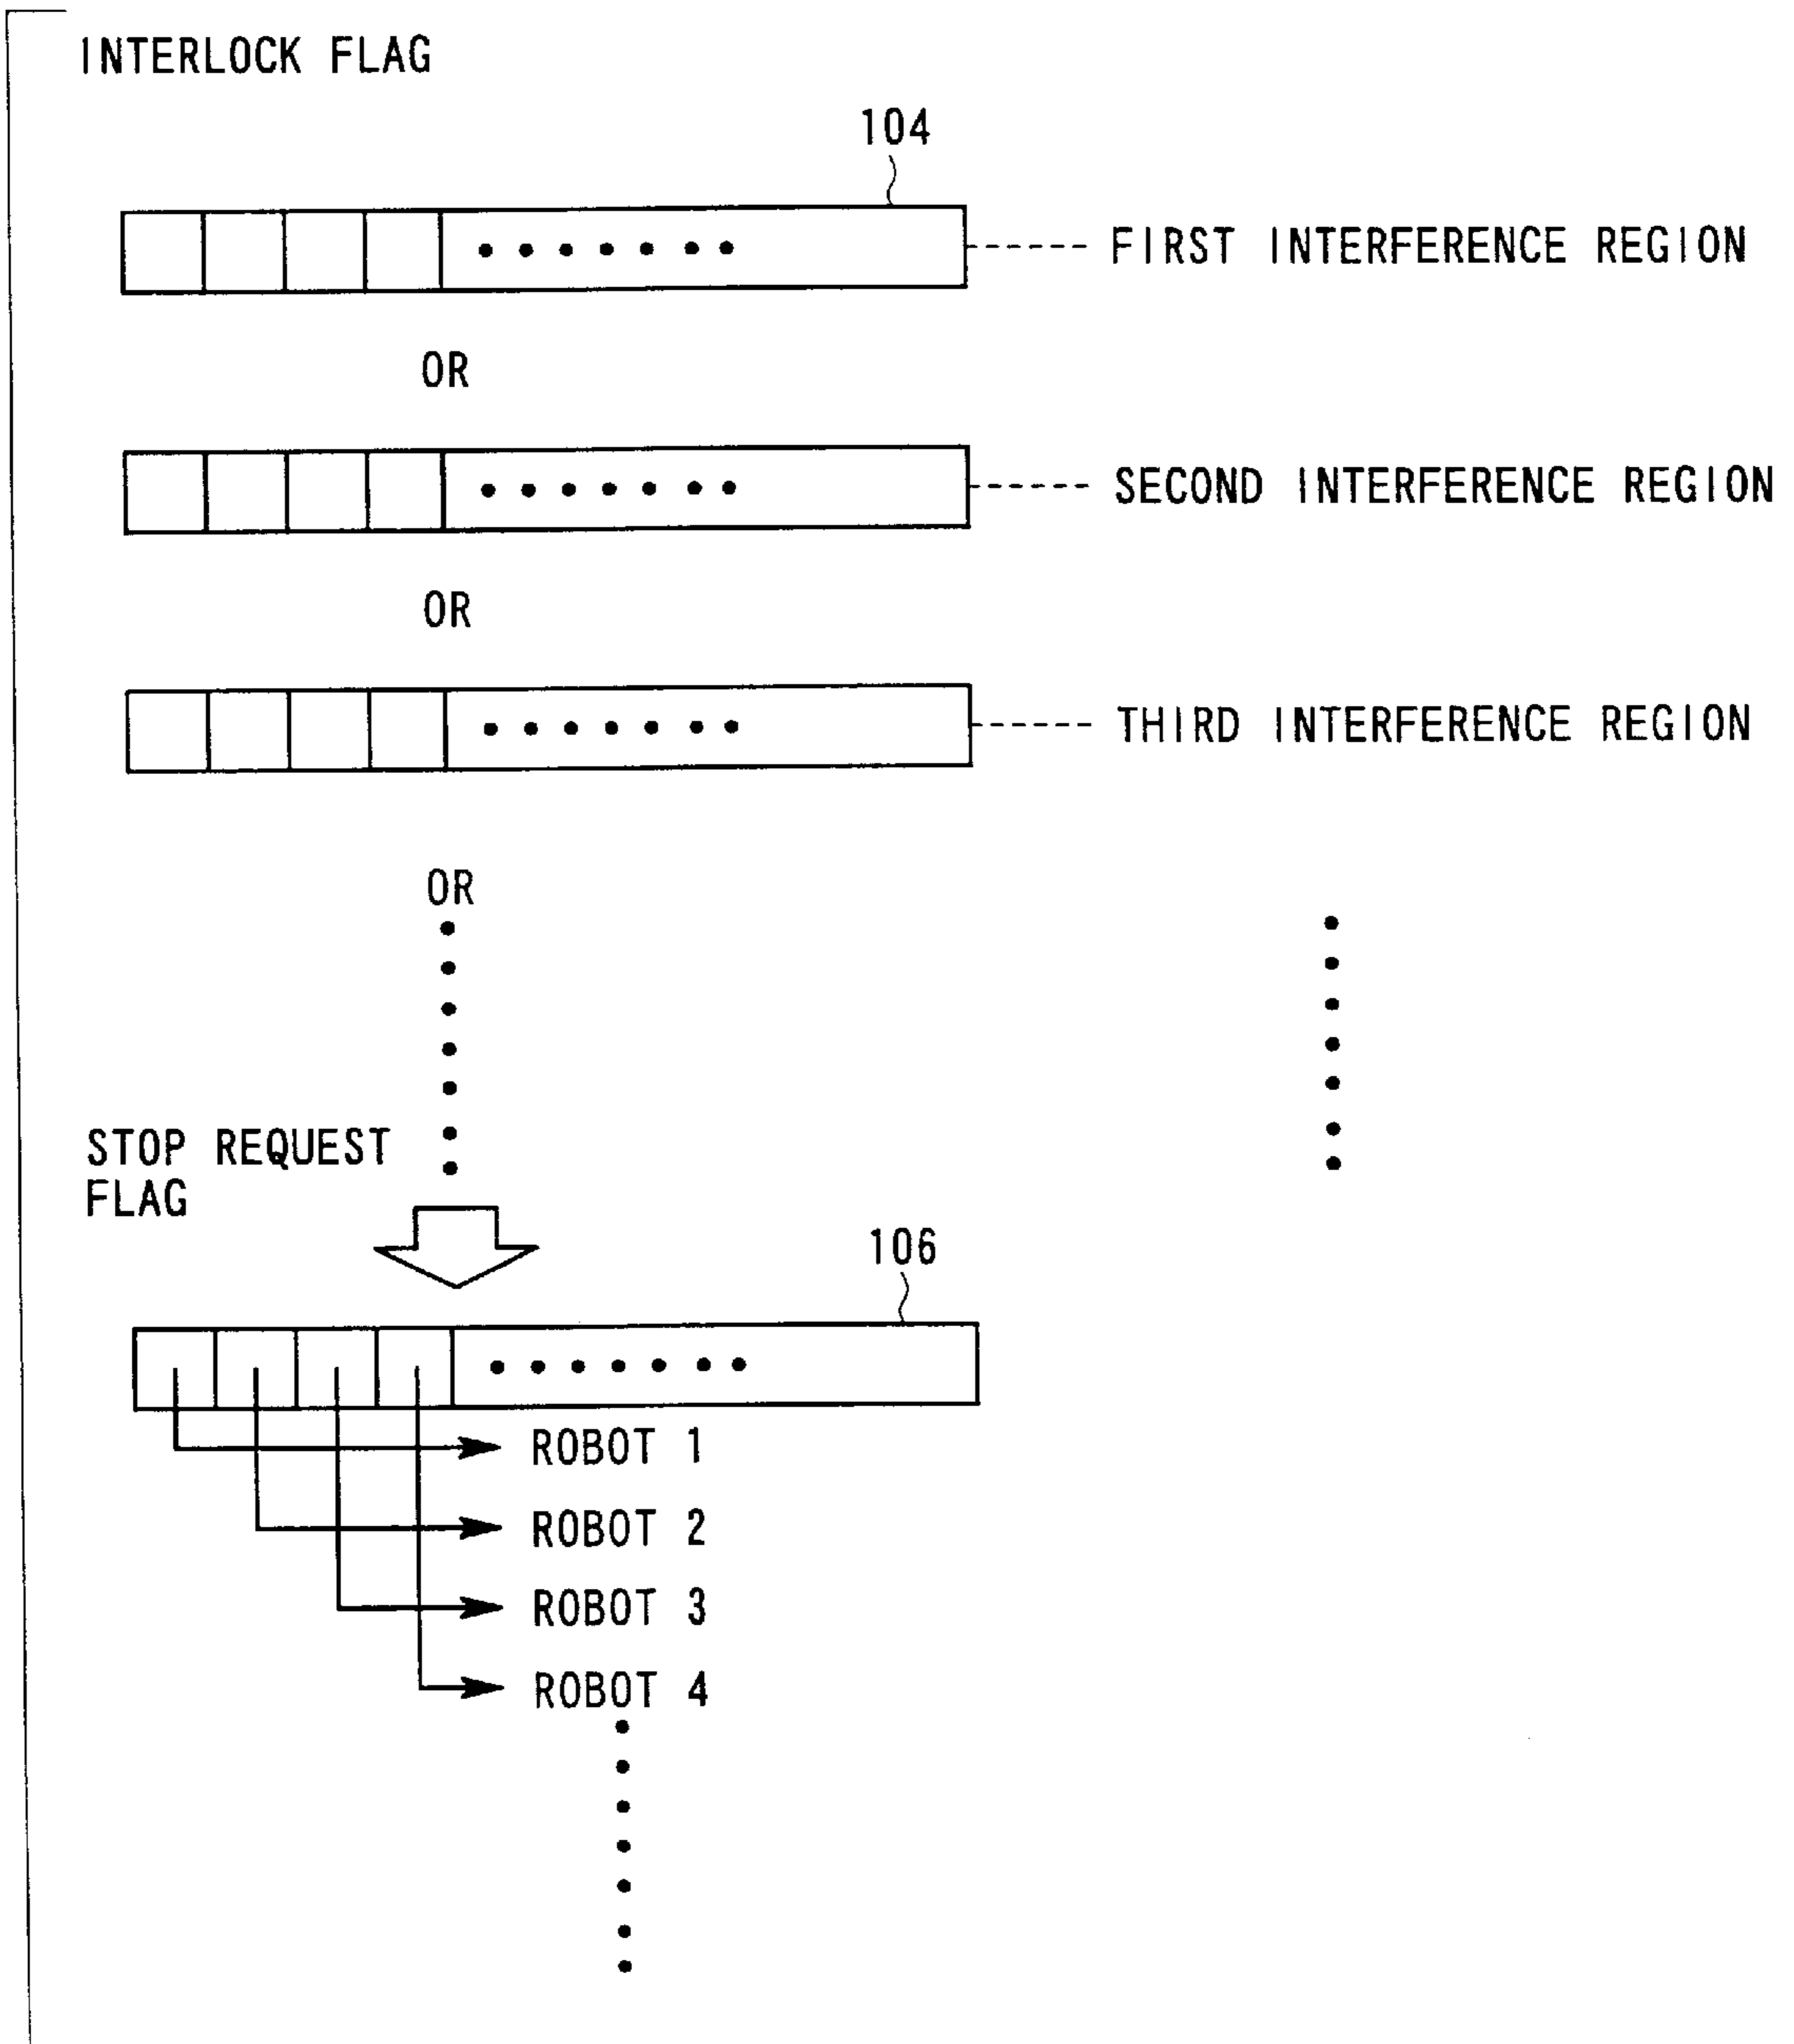 INTERLOCK FLAG
104
FIRST INTERFERENCE REGION
OR
SECOND INTERFERENCE REGION
OR
THIRD INTERFERENCE REGION
OR
STOP REQUEST
FLAG
106
ROBOT 1
ROBOT 2
ROBOT 3
ROBOT 4